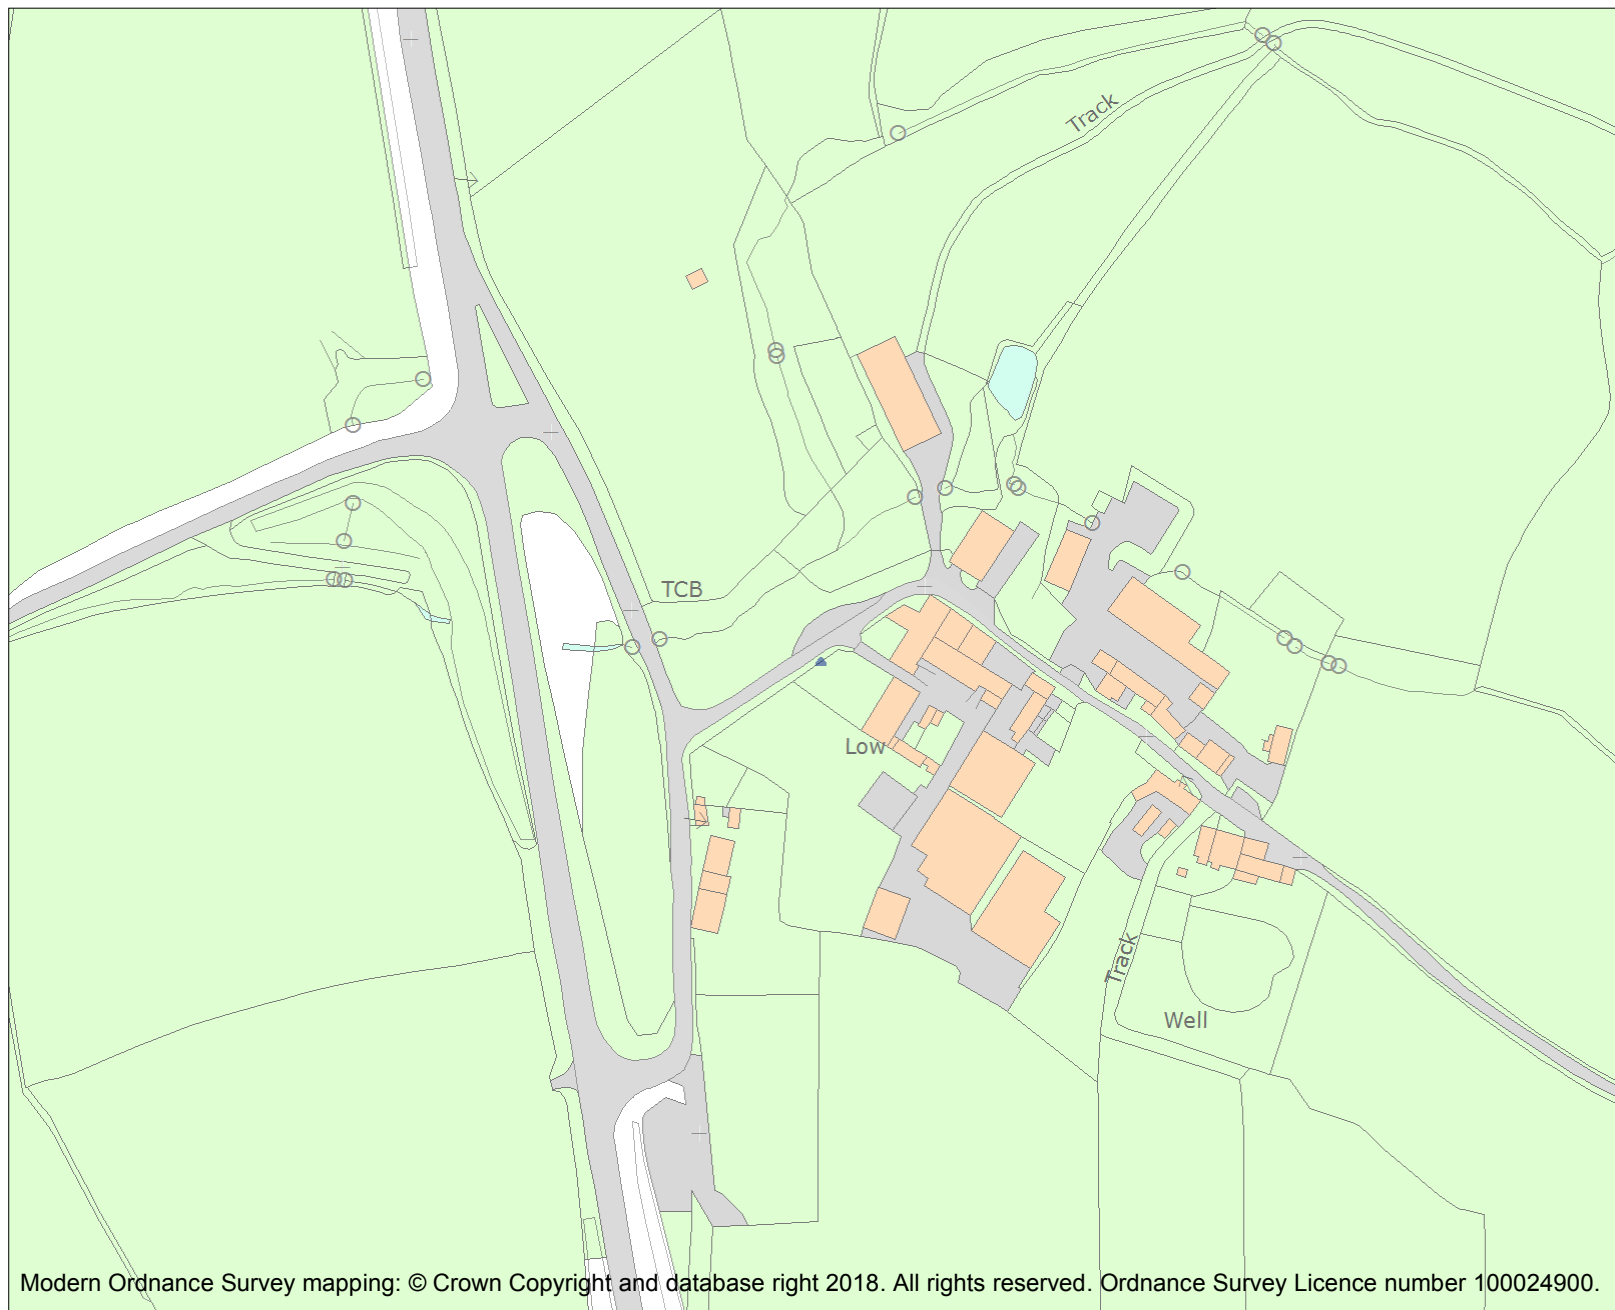 Track
TCB
Low
Track
Well
Modern Ordnance Survey mapping: © Crown Copyright and database right 2018. All rights reserved. Ordnance Survey Licence number 100024900.